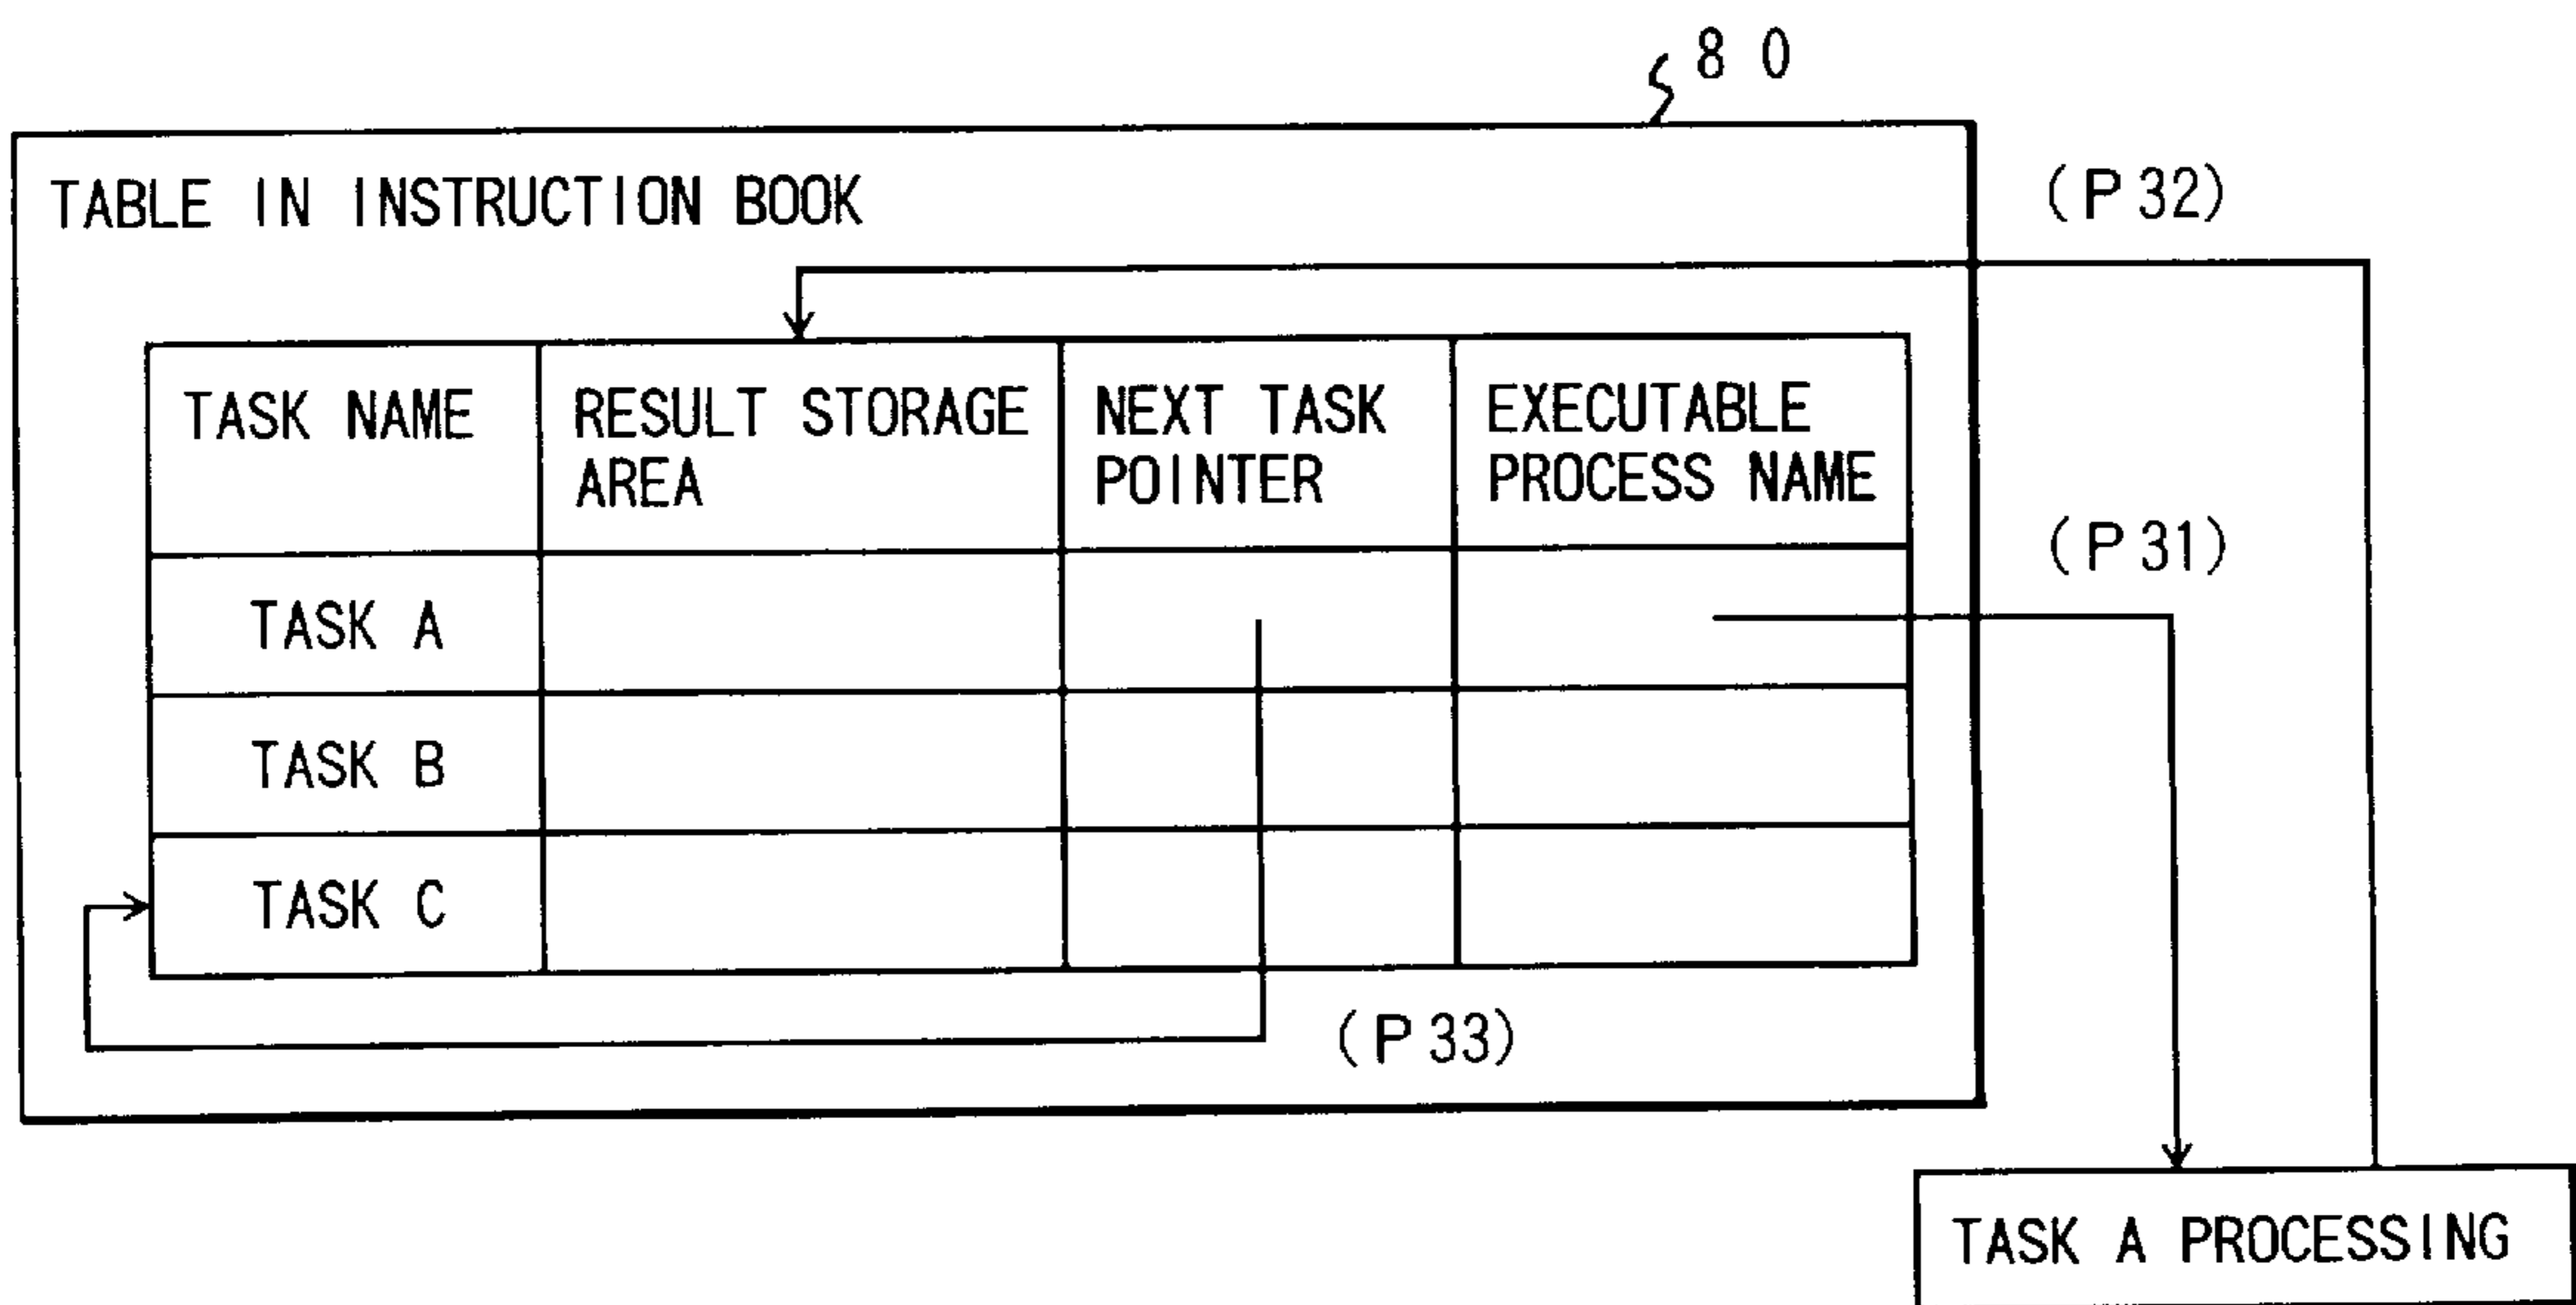 80
TABLE IN INSTRUCTION BOOK
(P32)
TASK NAME
RESULT STORAGE
AREA
NEXT TASK
POINTER
EXECUTABLE
PROCESS NAME
(P31)
TASK A
TASK B
TASK C
(P33)
TASK A PROCESSING